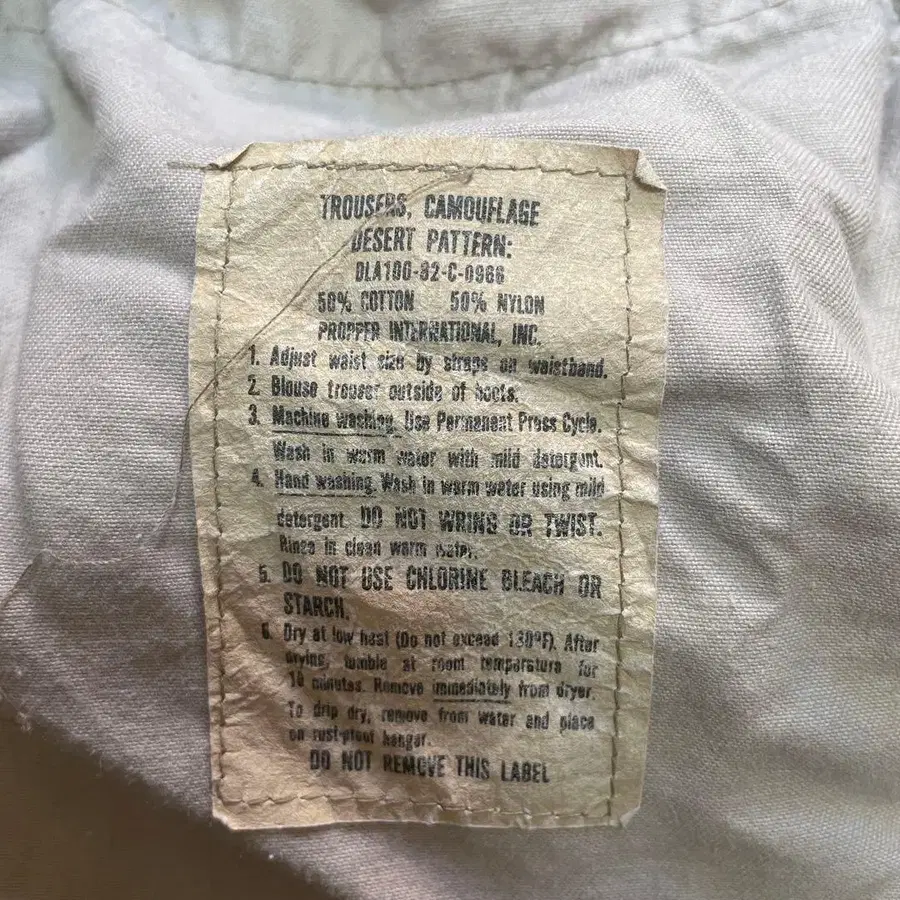 TROUSERS, CAMOUFLAGE
DESERT PATTERN:
DLA100-82-C-0966
50% COTTON 50% NYLON
PROPPER INTERNATIONAL, INC.
1. Adjust waist size by straps on waistband.
2. Blouse trouser outside of boots.
3. Machine washing. Use Permanent Press Cycle.
Wash in warm water with mild detergent.
4. Hand washing. Wash in warm water using mild
detergent. DO NOT WRING OR TWIST.
Rinse in clean warm water.
5. DO NOT USE CHLORINE BLEACH OR
STARCH.
6. Dry at low heat (Do not exceed 130°F). After
drying, tumble at room temperature for
10 minutes. Remove immediately from dryer.
To drip dry, remove from water and place
on rust-proof hanger.
DO NOT REMOVE THIS LABEL